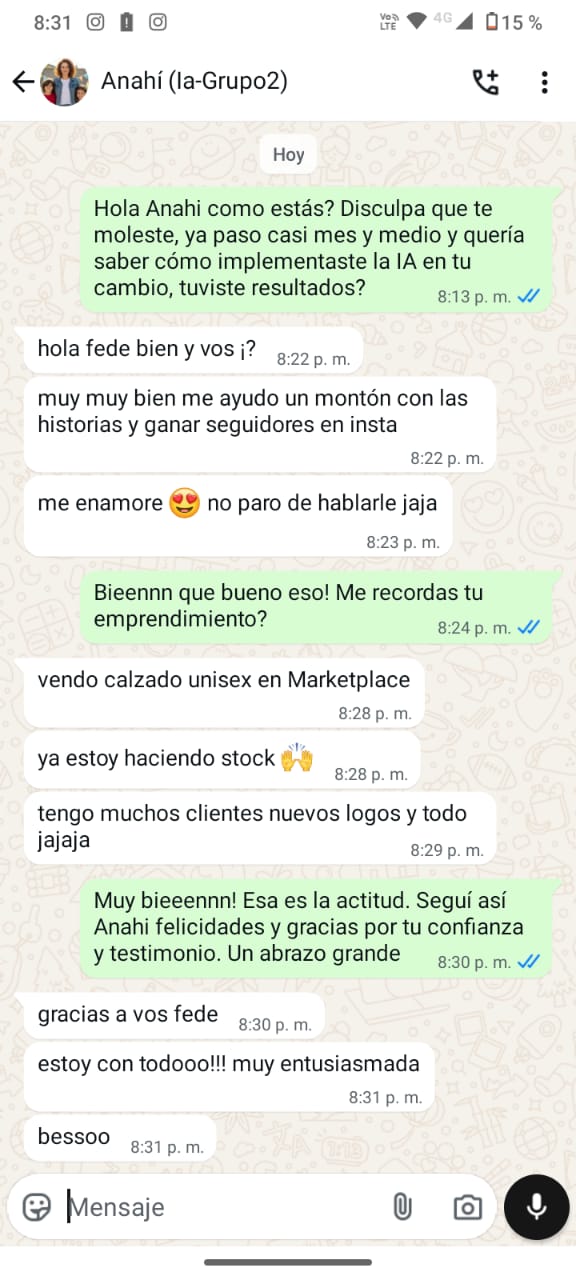 8:31
VoD LTE 4G 15 %
Anahí (Ia-Grupo2)
Hoy
Hola Anahi como estás? Disculpa que te
moleste, ya paso casi mes y medio y quería
saber cómo implementaste la IA en tu
cambio, tuviste resultados?
8:13 p. m.
hola fede bien y vos ¡?
8:22 p. m.
muy muy bien me ayudo un montón con las
historias y ganar seguidores en insta
8:22 p. m.
me enamore 😍 no paro de hablarle jaja
8:23 p. m.
Bieennn que bueno eso! Me recordas tu
emprendimiento?
8:24 p. m.
vendo calzado unisex en Marketplace
8:28 p. m.
ya estoy haciendo stock 🙌
8:28 p. m.
tengo muchos clientes nuevos logos y todo
jajaja
8:29 p. m.
Muy bieeennn! Esa es la actitud. Seguí así
Anahi felicidades y gracias por tu confianza
y testimonio. Un abrazo grande
8:30 p. m.
gracias a vos fede
8:30 p. m.
estoy con todooo!!! muy entusiasmada
8:31 p. m.
bessoo
8:31 p. m.
Mensaje